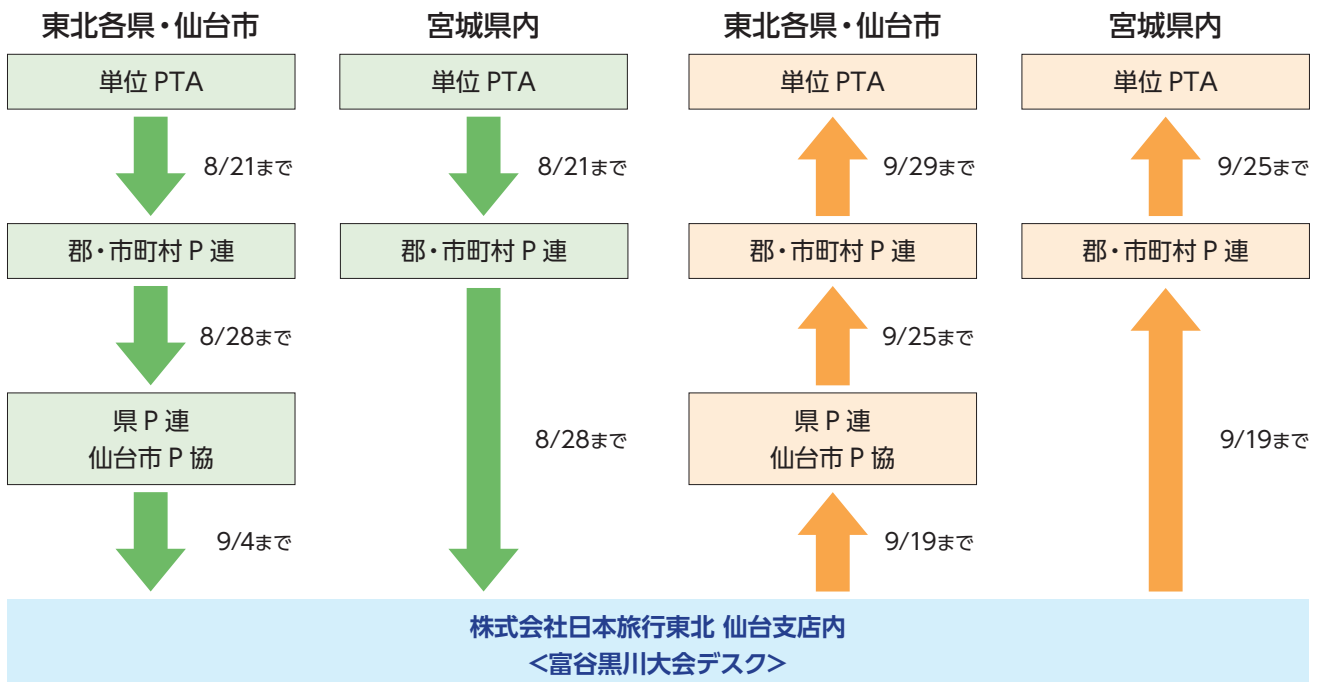 東北各県・仙台市
単位 PTA
8/21まで
郡・市町村 P 連
8/28まで
県 P 連
仙台市 P 協
9/4まで
宮城県内
単位 PTA
8/21まで
郡・市町村 P 連
8/28まで
東北各県・仙台市
単位 PTA
9/29まで
郡・市町村 P 連
9/25まで
県 P 連
仙台市 P 協
9/19まで
宮城県内
単位 PTA
9/25まで
郡・市町村 P 連
9/19まで
株式会社日本旅行東北 仙台支店内
<富谷黒川大会デスク>